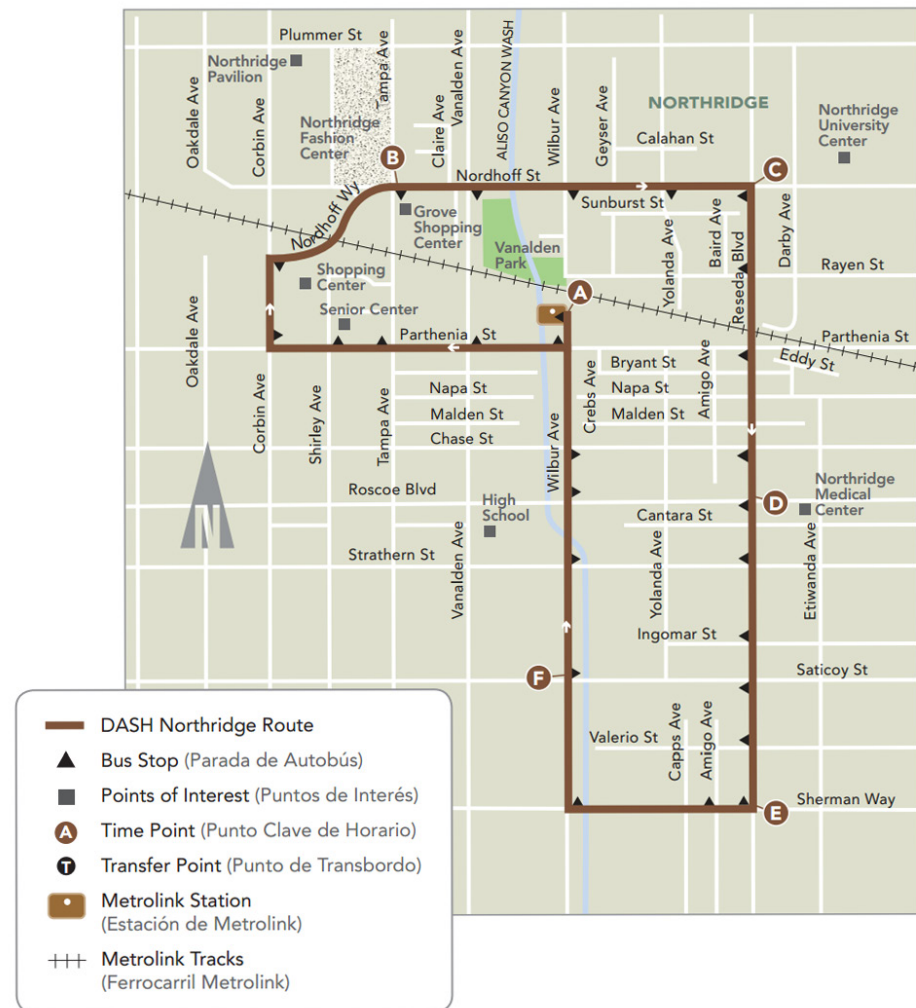 Plummer St
Northridge
Pavilion
Oakdale Ave
Corbin Ave
Tampa Ave
Northridge
Fashion
Center
Claire Ave
Vanalden Ave
ALISO CANYON WASH
Wilbur Ave
Geyser Ave
NORTHRIDGE
Calahan St
Northridge
University
Center
B
C
Nordhoff St
Nordhoff Wy
Sunburst St
Grove
Shopping
Center
Vanalden
Park
Yolanda Ave
Baird Ave
Reseda Blvd
Darby Ave
Rayen St
Shopping
Center
A
Senior Center
Parthenia St
Parthenia St
Oakdale Ave
Corbin Ave
Shirley Ave
Tampa Ave
Napa St
Malden St
Chase St
Wilbur Ave
Crebs Ave
Bryant St
Napa St
Malden St
Amigo Ave
Eddy St
N
Roscoe Blvd
High
School
D
Northridge
Medical
Center
Cantara St
Strathern St
Vanalden Ave
Yolanda Ave
Etiwanda Ave
Ingomar St
F
Saticoy St
Valerio St
Capps Ave
Amigo Ave
Sherman Way
E
DASH Northridge Route
Bus Stop (Parada de Autobús)
Points of Interest (Puntos de Interés)
A Time Point (Punto Clave de Horario)
T Transfer Point (Punto de Transbordo)
Metrolink Station
(Estación de Metrolink)
Metrolink Tracks
(Ferrocarril Metrolink)